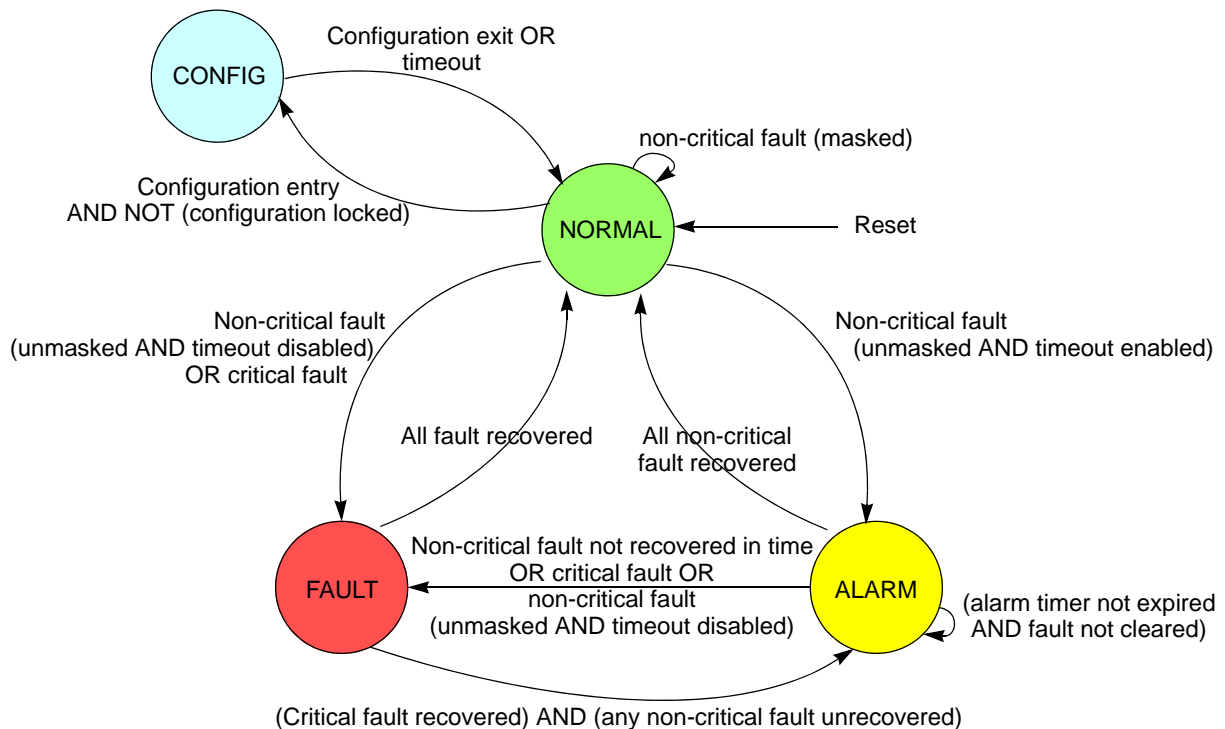 Configuration exit OR
timeout
CONFIG
non-critical fault (masked)
Configuration entry
AND NOT (configuration locked)
NORMAL
Reset
Non-critical fault
(unmasked AND timeout disabled)
OR critical fault
Non-critical fault
(unmasked AND timeout enabled)
All fault recovered
All non-critical
fault recovered
Non-critical fault not recovered in time
OR critical fault OR
non-critical fault
(unmasked AND timeout disabled)
FAULT
ALARM
(alarm timer not expired
AND fault not cleared)
(Critical fault recovered) AND (any non-critical fault unrecovered)